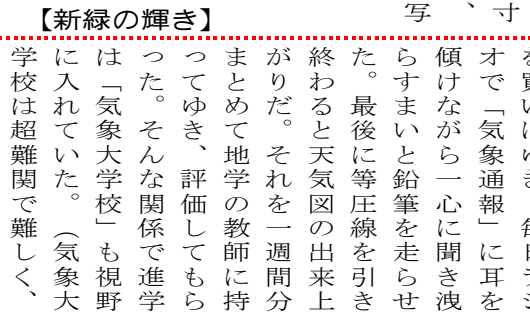 寸
、
写
【新緑の輝き】
オで「気象通報」に耳を
傾けながら一心に聞き洩
らすまいと鉛筆を走らせ
た。最後に等圧線を引き
終わると天気図の出来上
がりだ。それを一週間分
まとめて地学の教師に持
ってゆき、評価してもら
った。そんな関係で進学
は「気象大学校」も視野
に入れていた。（気象大
学校は超難関で難しく、